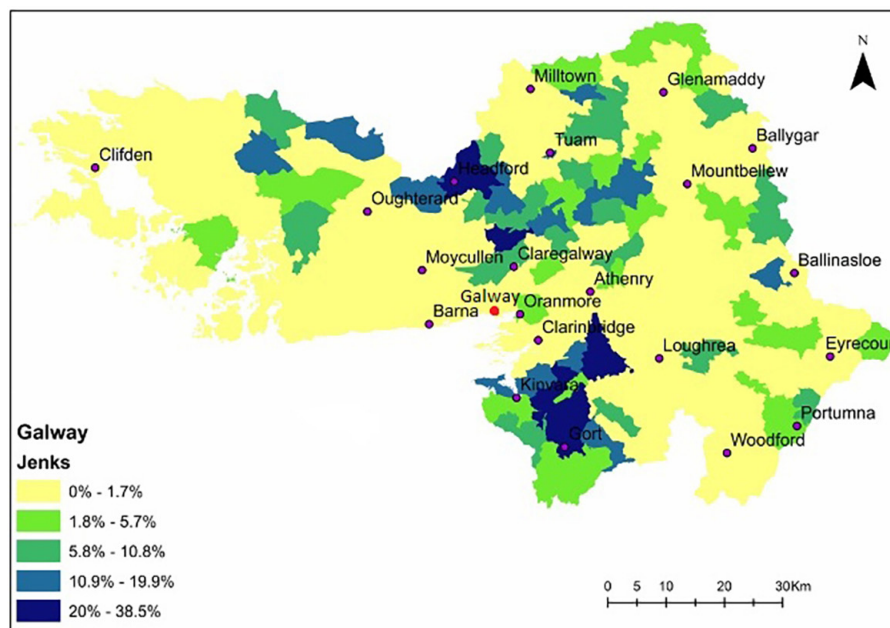 N
Milltown
Glenamaddy
Clifden
Tuam
Ballygar
Headford
Mountbellew
Oughterard
Moycullen
Claregalway
Ballinasloe
Athenry
Galway
Oranmore
Barna
Clarinbridge
Loughrea
Eyrecour
Kinvara
Portumna
Gort
Woodford
Galway
Jenks
0% - 1.7%
1.8% - 5.7%
5.8% - 10.8%
10.9% - 19.9%
20% - 38.5%
0 5 10 20 30Km